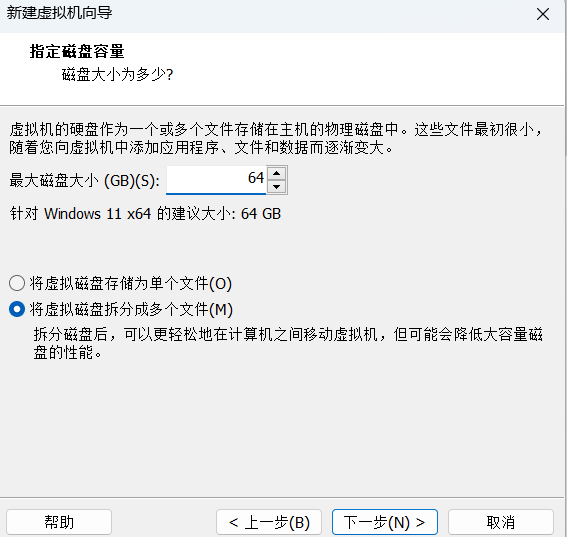 新建虚拟机向导
指定磁盘容量
磁盘大小为多少?
虚拟机的硬盘作为一个或多个文件存储在主机的物理磁盘中。这些文件最初很小，
随着您向虚拟机中添加应用程序、文件和数据而逐渐变大。
最大磁盘大小 (GB)(S): 64
针对 Windows 11 x64 的建议大小: 64 GB
将虚拟磁盘存储为单个文件(O)
将虚拟磁盘拆分成多个文件(M)
拆分磁盘后，可以更轻松地在计算机之间移动虚拟机，但可能会降低大容量磁
盘的性能。
帮助 < 上一步(B) 下一步(N) > 取消